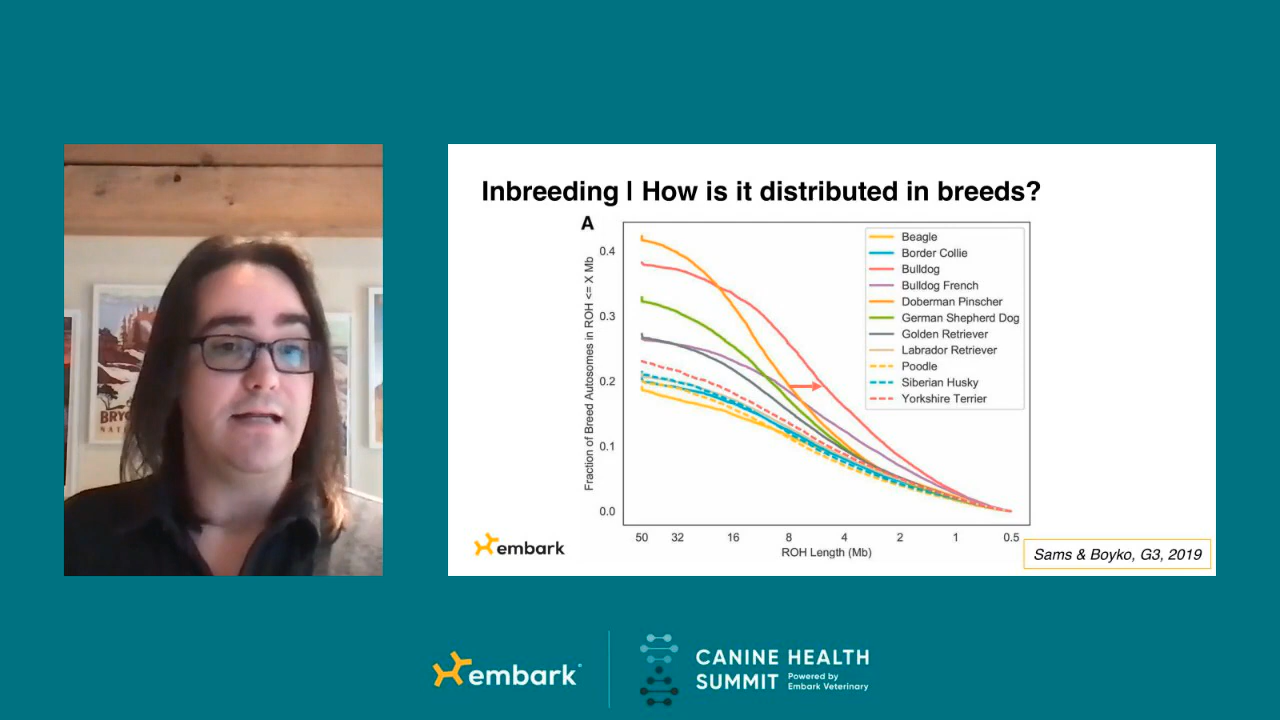 Inbreeding | How is it distributed in breeds?
A
Fraction of Breed Autosomes in ROH <= X Mb
0.4
0.3
0.2
0.1
0.0
50 32 16 8 4 2 1 0.5
ROH Length (Mb)
Beagle
Border Collie
Bulldog
Bulldog French
Doberman Pinscher
German Shepherd Dog
Golden Retriever
Labrador Retriever
Poodle
Siberian Husky
Yorkshire Terrier
embark
Sams & Boyko, G3, 2019
embark
CANINE HEALTH
SUMMIT Powered by
Embark Veterinary